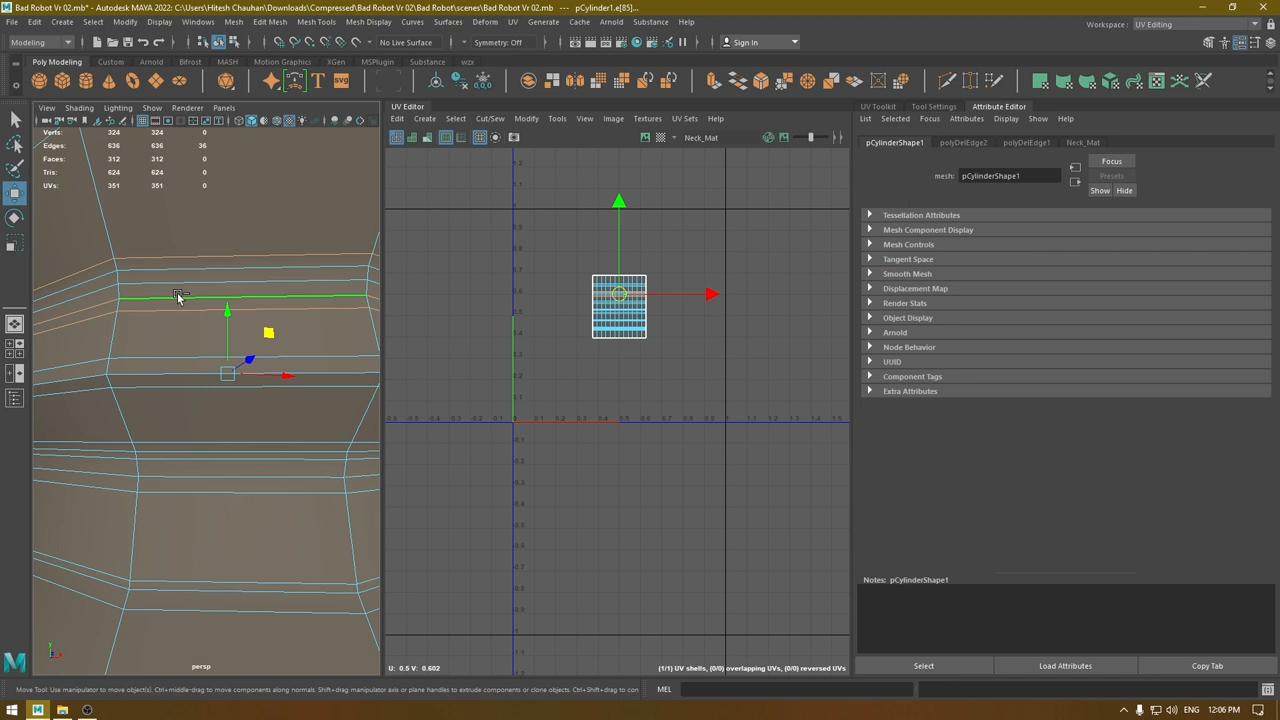 Bad Robot Vr 02.mb* - Autodesk MAYA 2022: C:\Users\Hitesh Chauhan\Downloads\Compressed\Bad Robot\Bad Robot\scenes\Bad Robot Vr 02.mb --- pCylinder1.e[85]...
File Edit Create Select Modify Display Windows Mesh Edit Mesh Mesh Tools Mesh Display Curves Surfaces Deform UV Generate Cache Arnold Substance Help
Workspace : UV Editing
Modeling No Live Surface Symmetry: Off Sign In
Poly Modeling Custom Arnold Bifrost MASH Motion Graphics XGen MSPlugin Substance wzx
View Shading Lighting Show Renderer Panels
UV Editor
UV Toolkit Tool Settings Attribute Editor
Edit Create Select Cut/Sew Modify Tools View Image Textures UV Sets Help
List Selected Focus Attributes Display Show Help
Verts: 324 324 0
Edges: 636 636 36
Faces: 312 312 0
Tris: 624 624 0
UVs: 351 351 0
Neck_Mat
pCylinderShape1 polyDelEdge2 polyDelEdge1 Neck_Mat
mesh: pCylinderShape1
Focus
Presets
Show Hide
Tessellation Attributes
Mesh Component Display
Mesh Controls
Tangent Space
Smooth Mesh
Displacement Map
Render Stats
Object Display
Arnold
Node Behavior
UUID
Component Tags
Extra Attributes
Notes: pCylinderShape1
persp
U: 0.5 V: 0.602
(1/1) UV shells, (0/0) overlapping UVs, (0/0) reversed UVs
Select Load Attributes Copy Tab
Move Tool: Use manipulator to move object(s). Ctrl+middle-drag to move components along normals. Shift+drag manipulator axis or plane handles to extrude components or clone objects. Ctrl+Shift+drag to con
MEL
ENG 12:06 PM